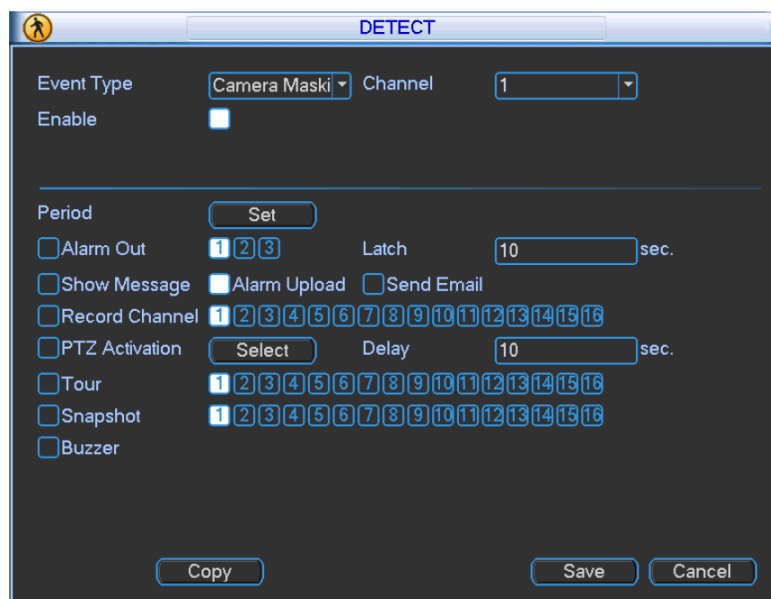 DETECT
Event Type Camera Maski Channel 1
Enable
Period Set
Alarm Out 1 2 3 Latch 10 sec.
Show Message Alarm Upload Send Email
Record Channel 1 2 3 4 5 6 7 8 9 10 11 12 13 14 15 16
PTZ Activation Select Delay 10 sec.
Tour 1 2 3 4 5 6 7 8 9 10 11 12 13 14 15 16
Snapshot 1 2 3 4 5 6 7 8 9 10 11 12 13 14 15 16
Buzzer
Copy Save Cancel